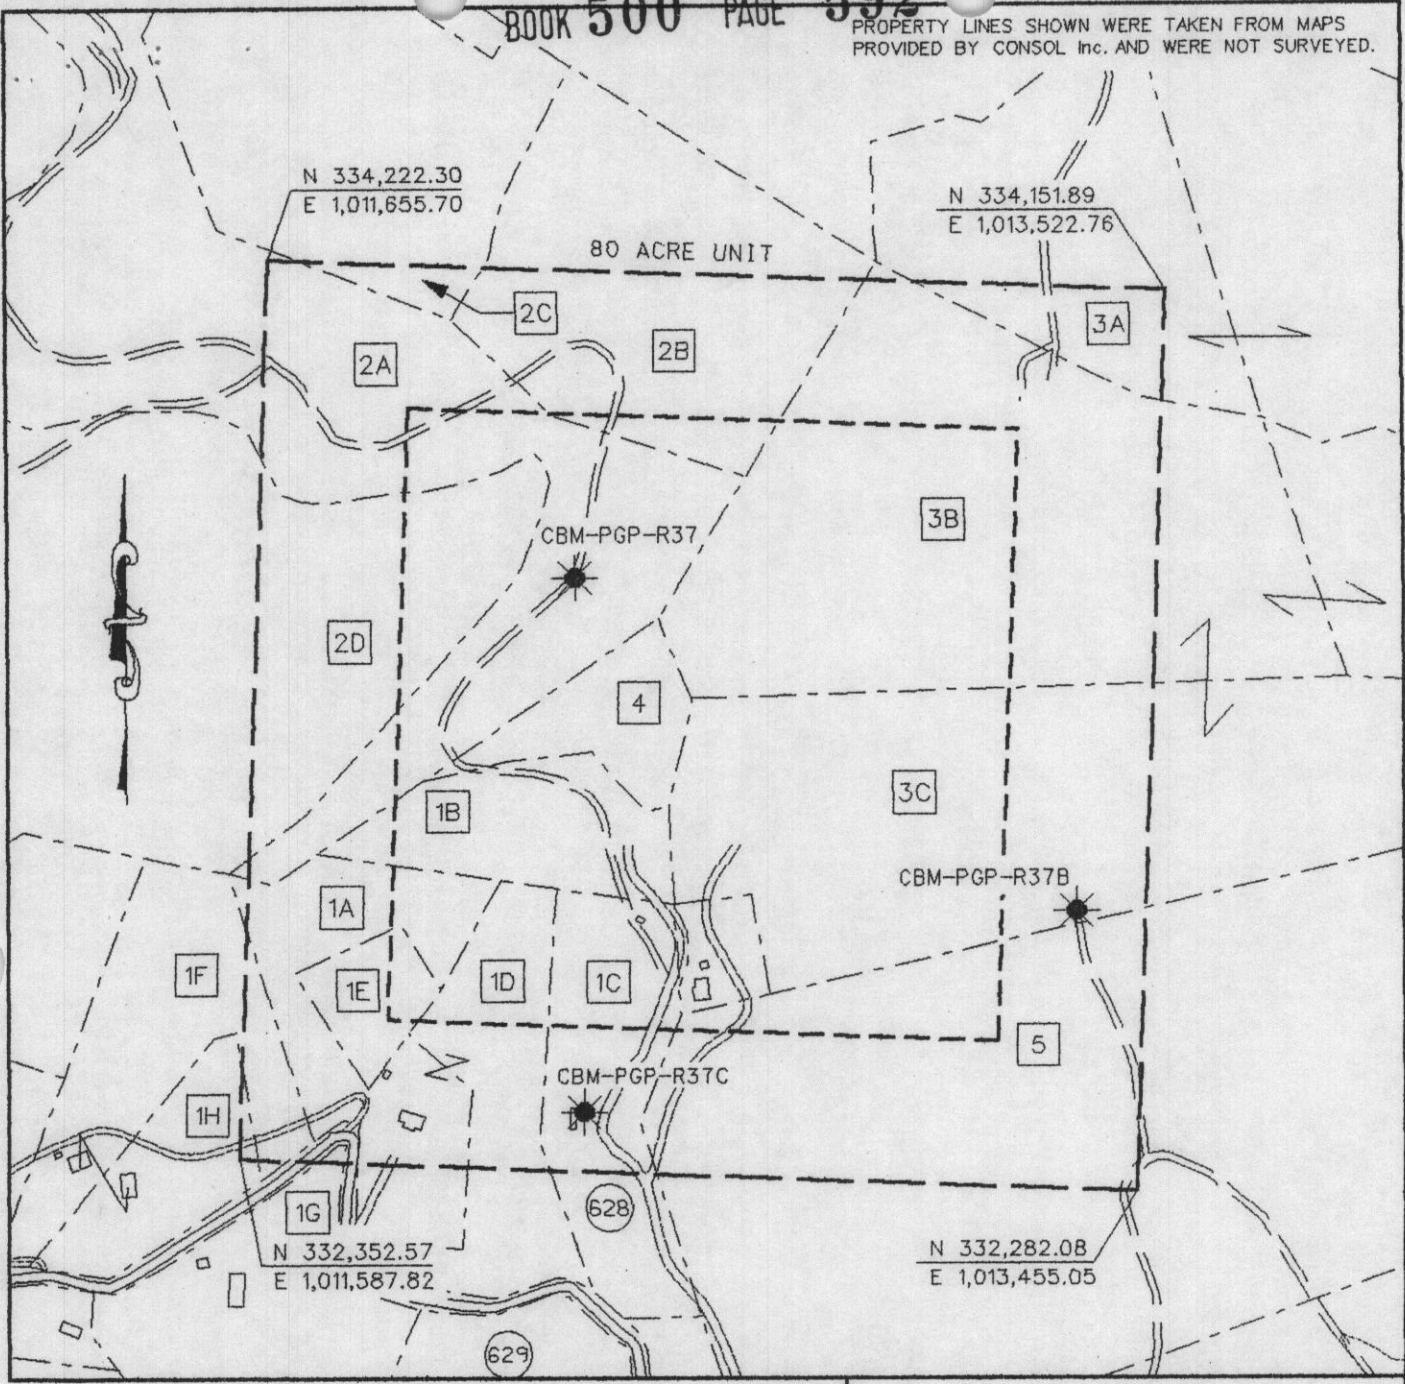 BOOK 500 PAGE 592
PROPERTY LINES SHOWN WERE TAKEN FROM MAPS
PROVIDED BY CONSOL Inc. AND WERE NOT SURVEYED.
N 334,222.30
E 1,011,655.70
N 334,151.89
E 1,013,522.76
80 ACRE UNIT
2C
3A
2A
2B
3B
CBM-PGP-R37
2D
4
3C
1B
CBM-PGP-R37B
1A
1F
1E
1D
1C
5
CBM-PGP-R37C
1H
1G
628
N 332,352.57
E 1,011,587.82
N 332,282.08
E 1,013,455.05
629